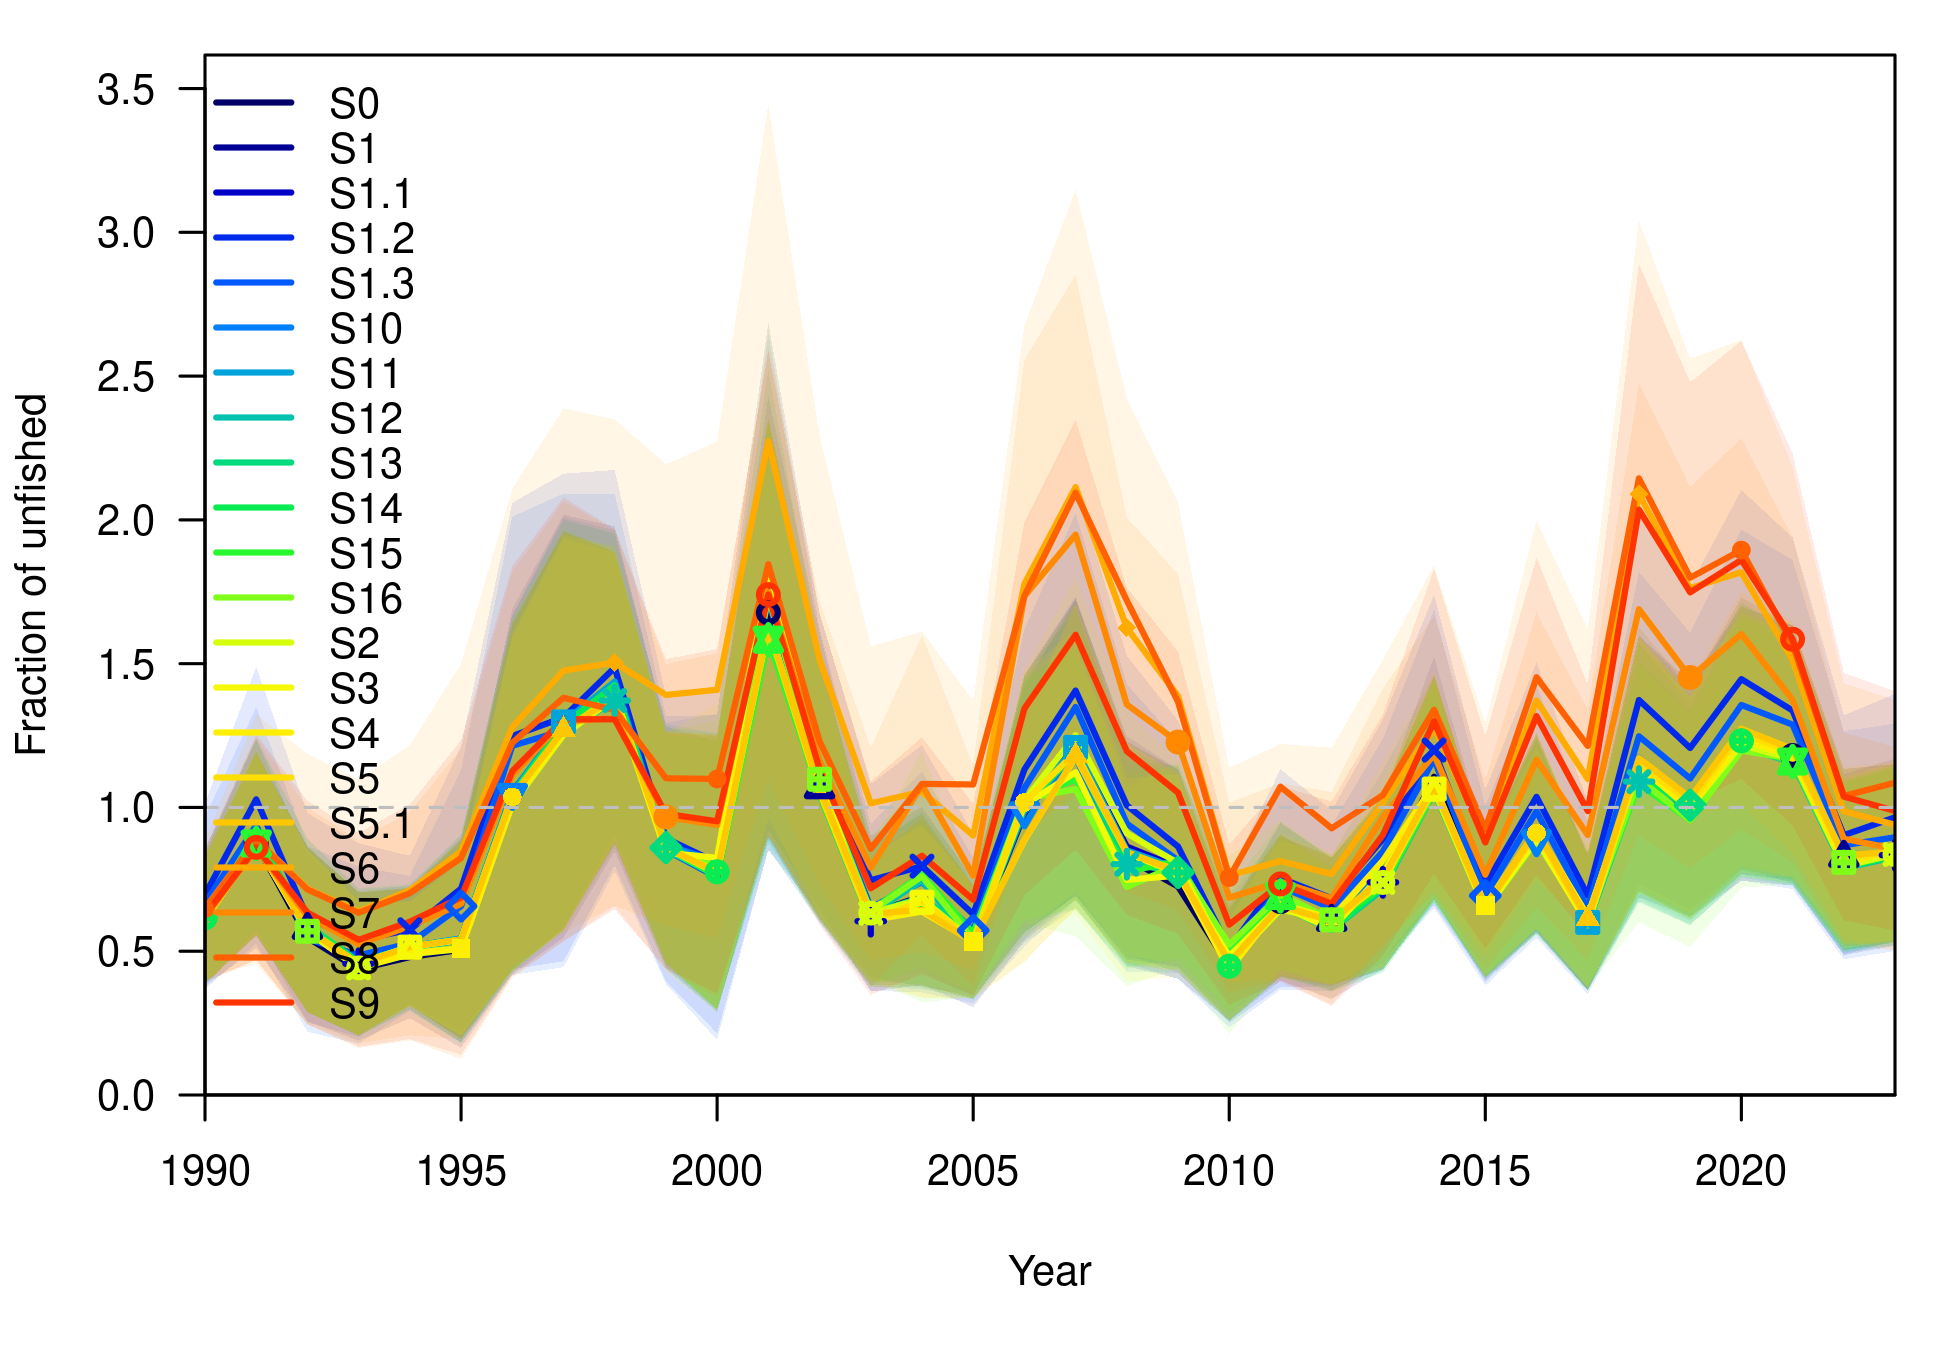 3.5
3.0
2.5
2.0
1.5
1.0
0.5
0.0
Fraction of unfished
S0
S1
S1.1
S1.2
S1.3
S10
S11
S12
S13
S14
S15
S16
S2
S3
S4
S5
S5.1
S6
S7
S8
S9
1990 1995 2000 2005 2010 2015 2020
Year